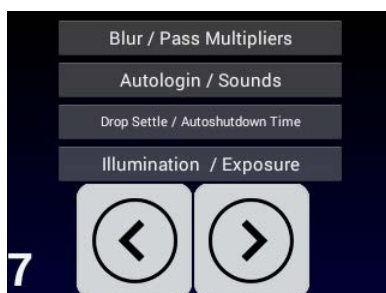 Blur / Pass Multipliers
Autologin / Sounds
Drop Settle / Autoshutdown Time
Illumination / Exposure
7